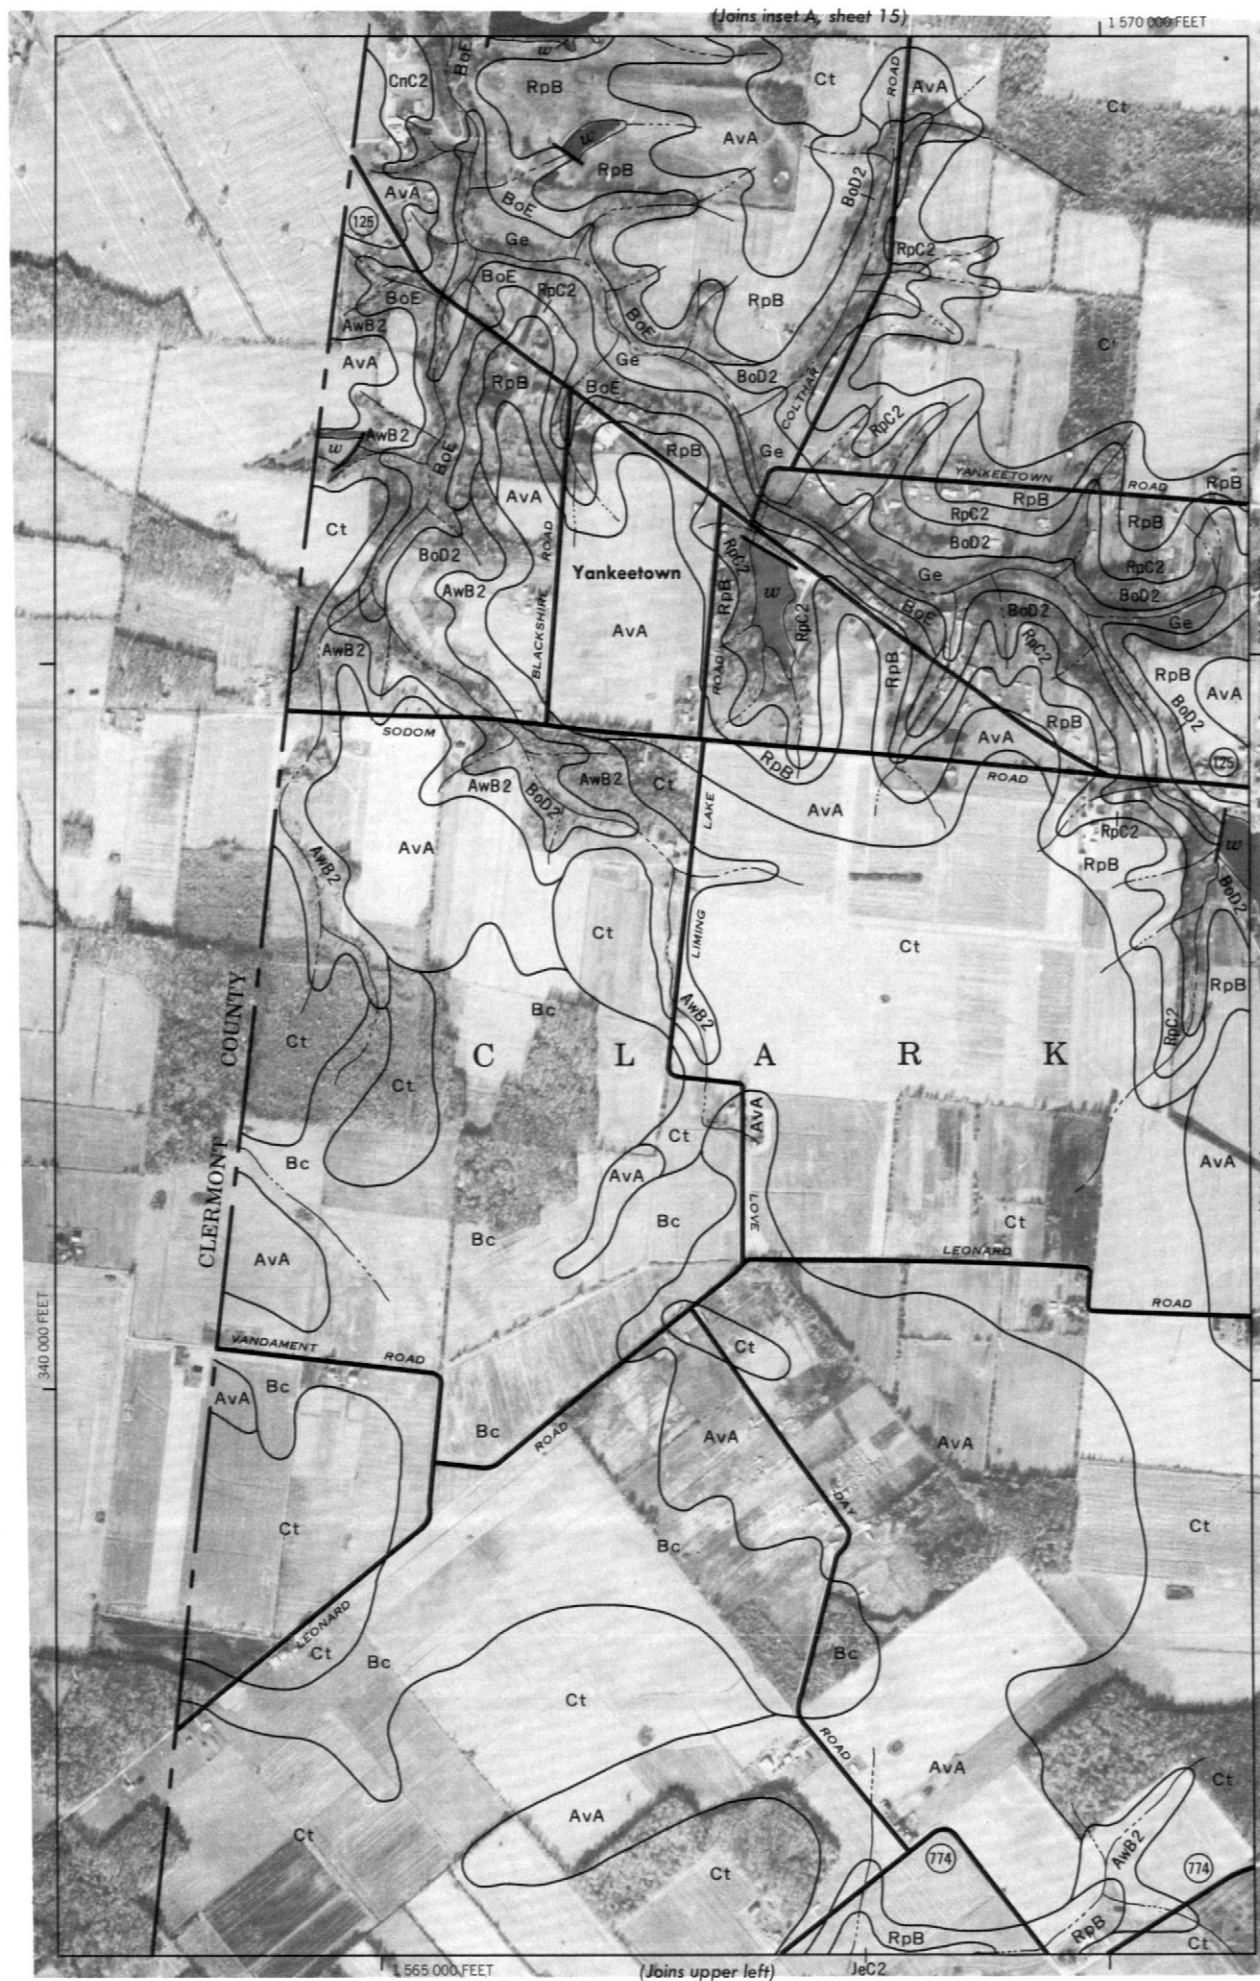 (Joins inset A, sheet 15)
1 570 000 FEET
CnC2
BoE
w
RpB
Ct
ROAD
AvA
Ct
w
AvA
RpB
AvA
BoE
BoD2
125
Ge
RpC2
BoE
BoE
RpC2
RpB
AwB2
BoE
Ct
AvA
Ge
RpB
BoE
BoD2
COLTHAR
AwB2
RpC2
w
BoE
RpB
Ge
YANKEETOWN
ROAD
RpB
AvA
RpB
Ct
RpC2
RpB
BoD2
ROAD
RpC2
BoD2
Yankeetown
Ge
RpC2
AwB2
RpB
w
BoD2
BoE
RpC2
BoD2
Ge
AvA
AwB2
BLACKSHIRE
ROAD
RpB
RpC2
RpB
AvA
BoD2
RpB
SODOM
AvA
RpB
ROAD
125
AwB2
AwB2
Ct
BoD2
LAKE
AvA
RpC2
AvA
w
AwB2
RpB
BoD2
Ct
LIMING
Ct
RpB
COUNTY
Bc
AwB2
RpC2
Ct
C L A R K
Ct
AvA
Ct
CLERMONT
Bc
AvA
AvA
Bc
LOVE
Ct
Bc
LEONARD
AvA
340 000 FEET
ROAD
VANDAMENT
ROAD
Ct
AvA
Bc
Bc
ROAD
AvA
AvA
DAY
Ct
Ct
Bc
LEONARD
Ct
Bc
Bc
Ct
ROAD
AvA
Ct
AvA
Ct
AwB2
774
774
Ct
RpB
RpB
Ct
1 565 000 FEET
(Joins upper left)
JeC2